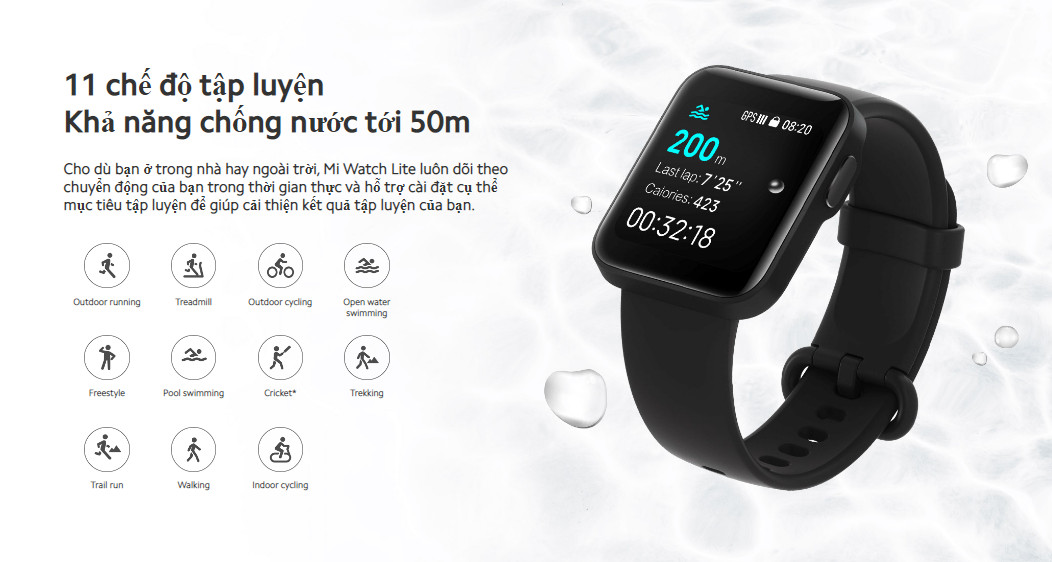 11 chế độ tập luyện
Khả năng chống nước tới 50m
Cho dù bạn ở trong nhà hay ngoài trời, Mi Watch Lite luôn dõi theo
chuyển động của bạn trong thời gian thực và hỗ trợ cài đặt cụ thể
mục tiêu tập luyện để giúp cải thiện kết quả tập luyện của bạn.
Outdoor running
Treadmill
Outdoor cycling
Open water
swimming
Freestyle
Pool swimming
Cricket*
Trekking
Trail run
Walking
Indoor cycling
GPS 08:20
200 m
Last lap: 7'25"
Calories: 423
00:32:18